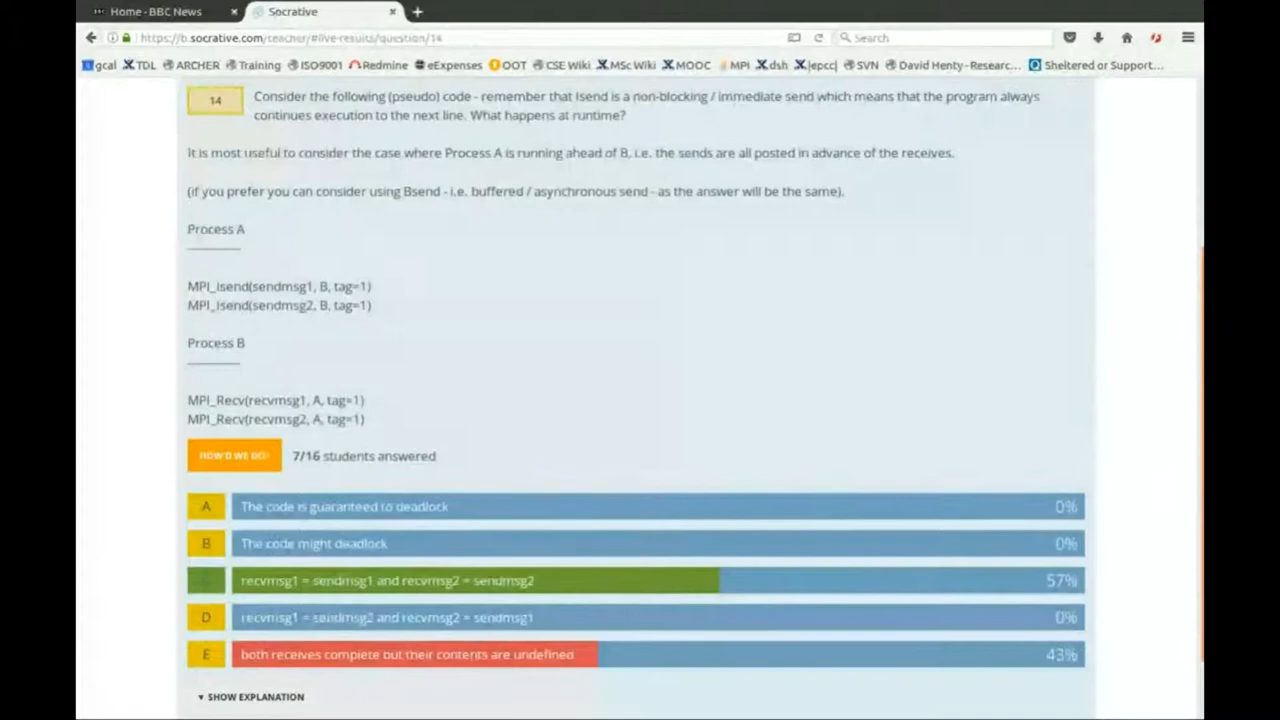 Home - BBC News
Socrative
https://b.socrative.com/teacher/#live-results/question/14
Search
gcal TDL ARCHER Training ISO9001 Redmine eExpenses OOT CSE Wiki MSc Wiki MOOC MPI dsh jepccj SVN David Henty - Researc... Sheltered or Support...
14
Consider the following (pseudo) code - remember that Isend is a non-blocking / immediate send which means that the program always
continues execution to the next line. What happens at runtime?
It is most useful to consider the case where Process A is running ahead of B, i.e. the sends are all posted in advance of the receives.
(if you prefer you can consider using Bsend - i.e. buffered / asynchronous send - as the answer will be the same).
Process A
MPI_Isend(sendmsg1, B, tag=1)
MPI_Isend(sendmsg2, B, tag=1)
Process B
MPI_Recv(recvmsg1, A, tag=1)
MPI_Recv(recvmsg2, A, tag=1)
HOW'D WE DO? 7/16 students answered
A The code is guaranteed to deadlock 0%
B The code might deadlock 0%
recvmsg1 = sendmsg1 and recvmsg2 = sendmsg2 57%
D recvmsg1 = sendmsg2 and recvmsg2 = sendmsg1 0%
E both receives complete but their contents are undefined 43%
▾ SHOW EXPLANATION